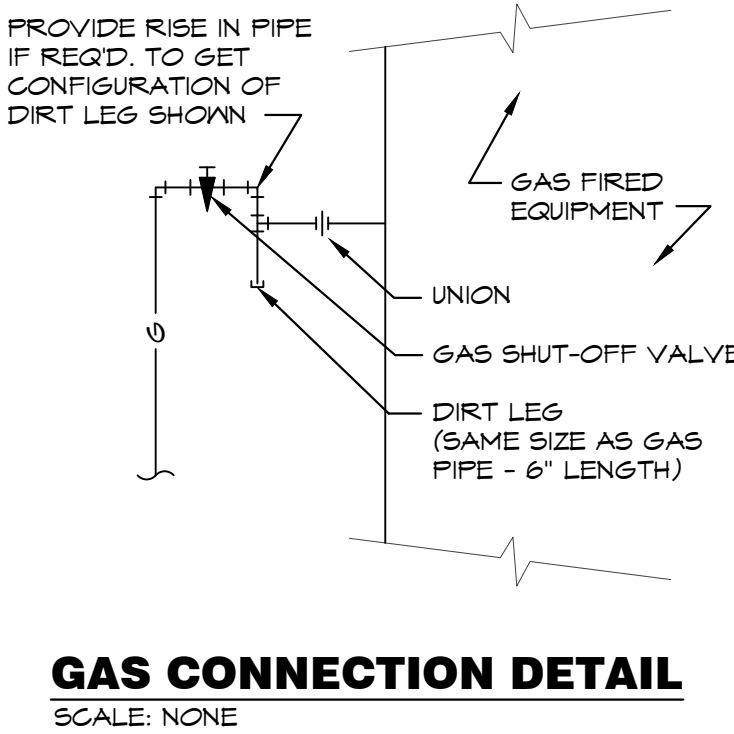 PROVIDE RISE IN PIPE
IF REQ'D. TO GET
CONFIGURATION OF
DIRT LEG SHOWN
GAS FIRED
EQUIPMENT
UNION
G
GAS SHUT-OFF VALVE
DIRT LEG
(SAME SIZE AS GAS
PIPE - 6" LENGTH)
GAS CONNECTION DETAIL
SCALE: NONE